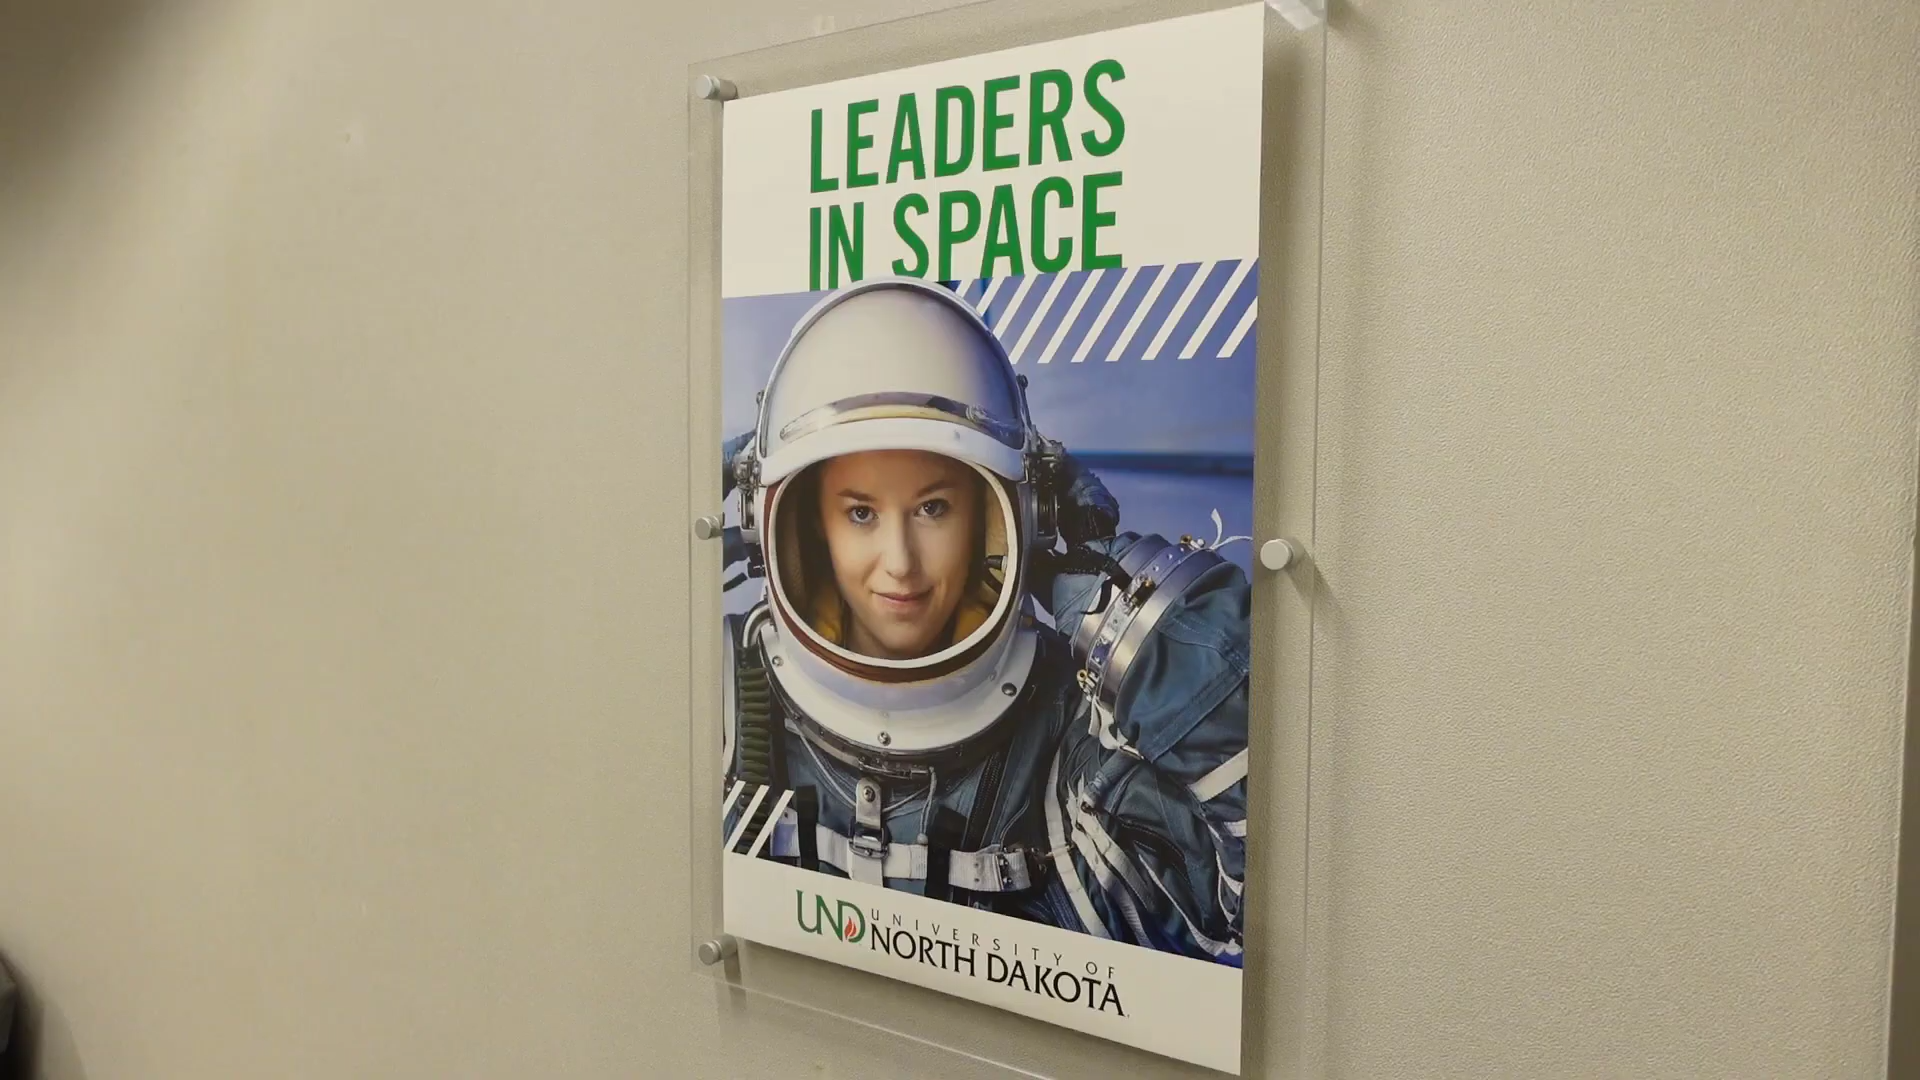 LEADERS
IN SPACE
UND
UNIVERSITY OF
NORTH DAKOTA